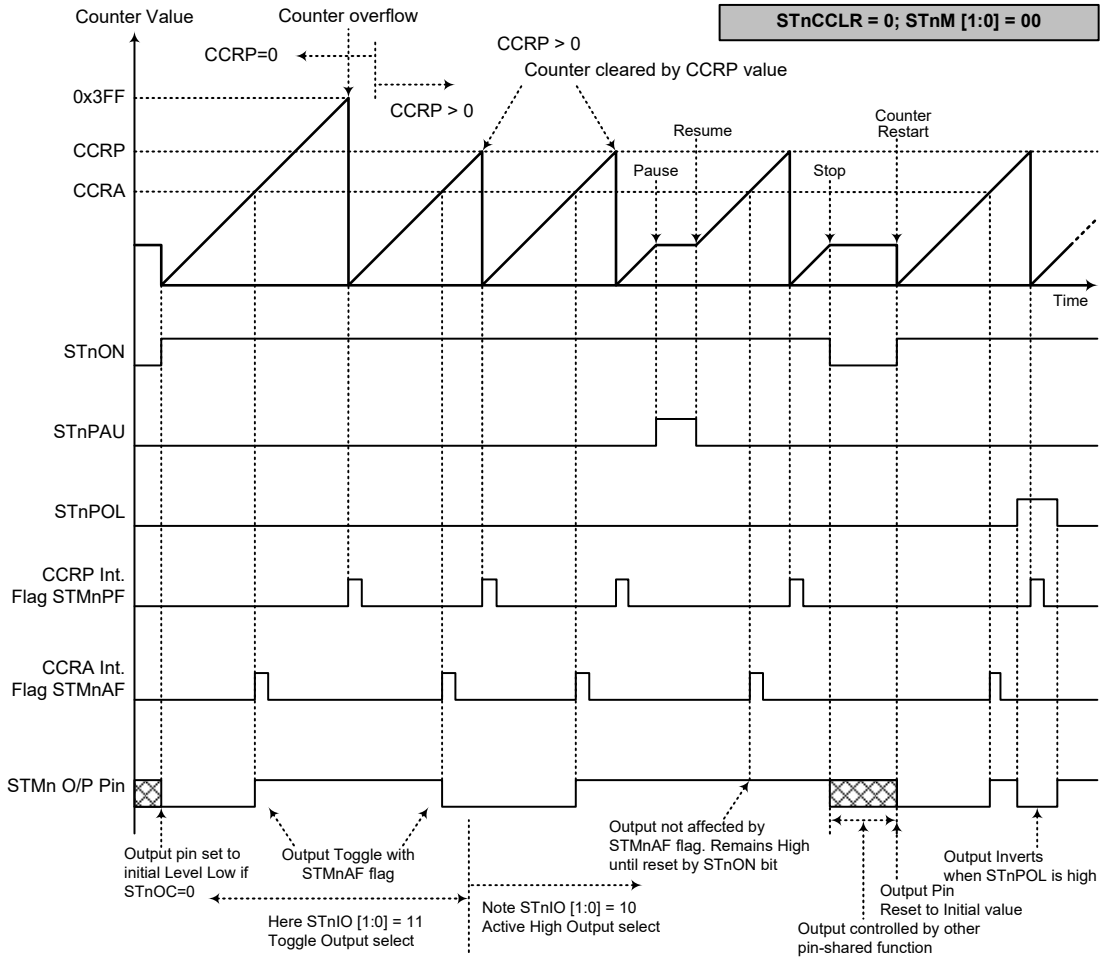 Counter Value
Counter overflow
STnCCLR = 0; STnM [1:0] = 00
CCRP=0
CCRP > 0
CCRP > 0
Counter cleared by CCRP value
0x3FF
CCRP
CCRA
Pause
Resume
Stop
Counter
Restart
Time
STnON
STnPAU
STnPOL
CCRP Int.
Flag STMnPF
CCRA Int.
Flag STMnAF
STMn O/P Pin
Output pin set to
initial Level Low if
STnOC=0
Output Toggle with
STMnAF flag
Output not affected by
STMnAF flag. Remains High
until reset by STnON bit
Output Inverts
when STnPOL is high
Here STnIO [1:0] = 11
Toggle Output select
Note STnIO [1:0] = 10
Active High Output select
Output Pin
Reset to Initial value
Output controlled by other
pin-shared function